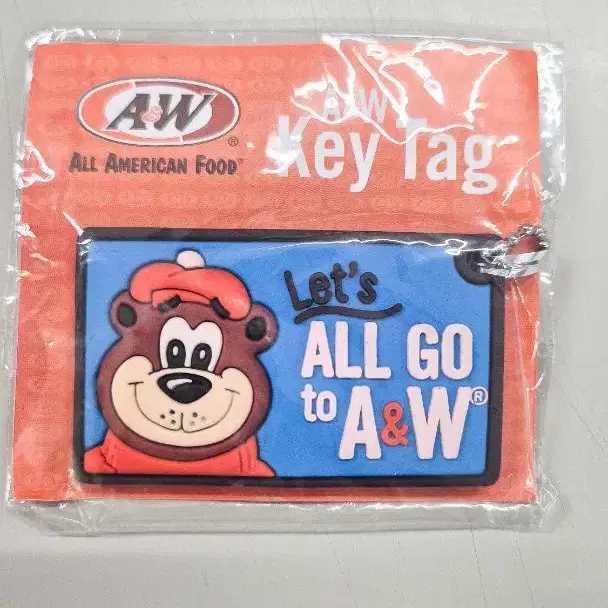 A&W®
ALL AMERICAN FOOD®
A&W
Key Tag
Let's
ALL GO
to A&W®